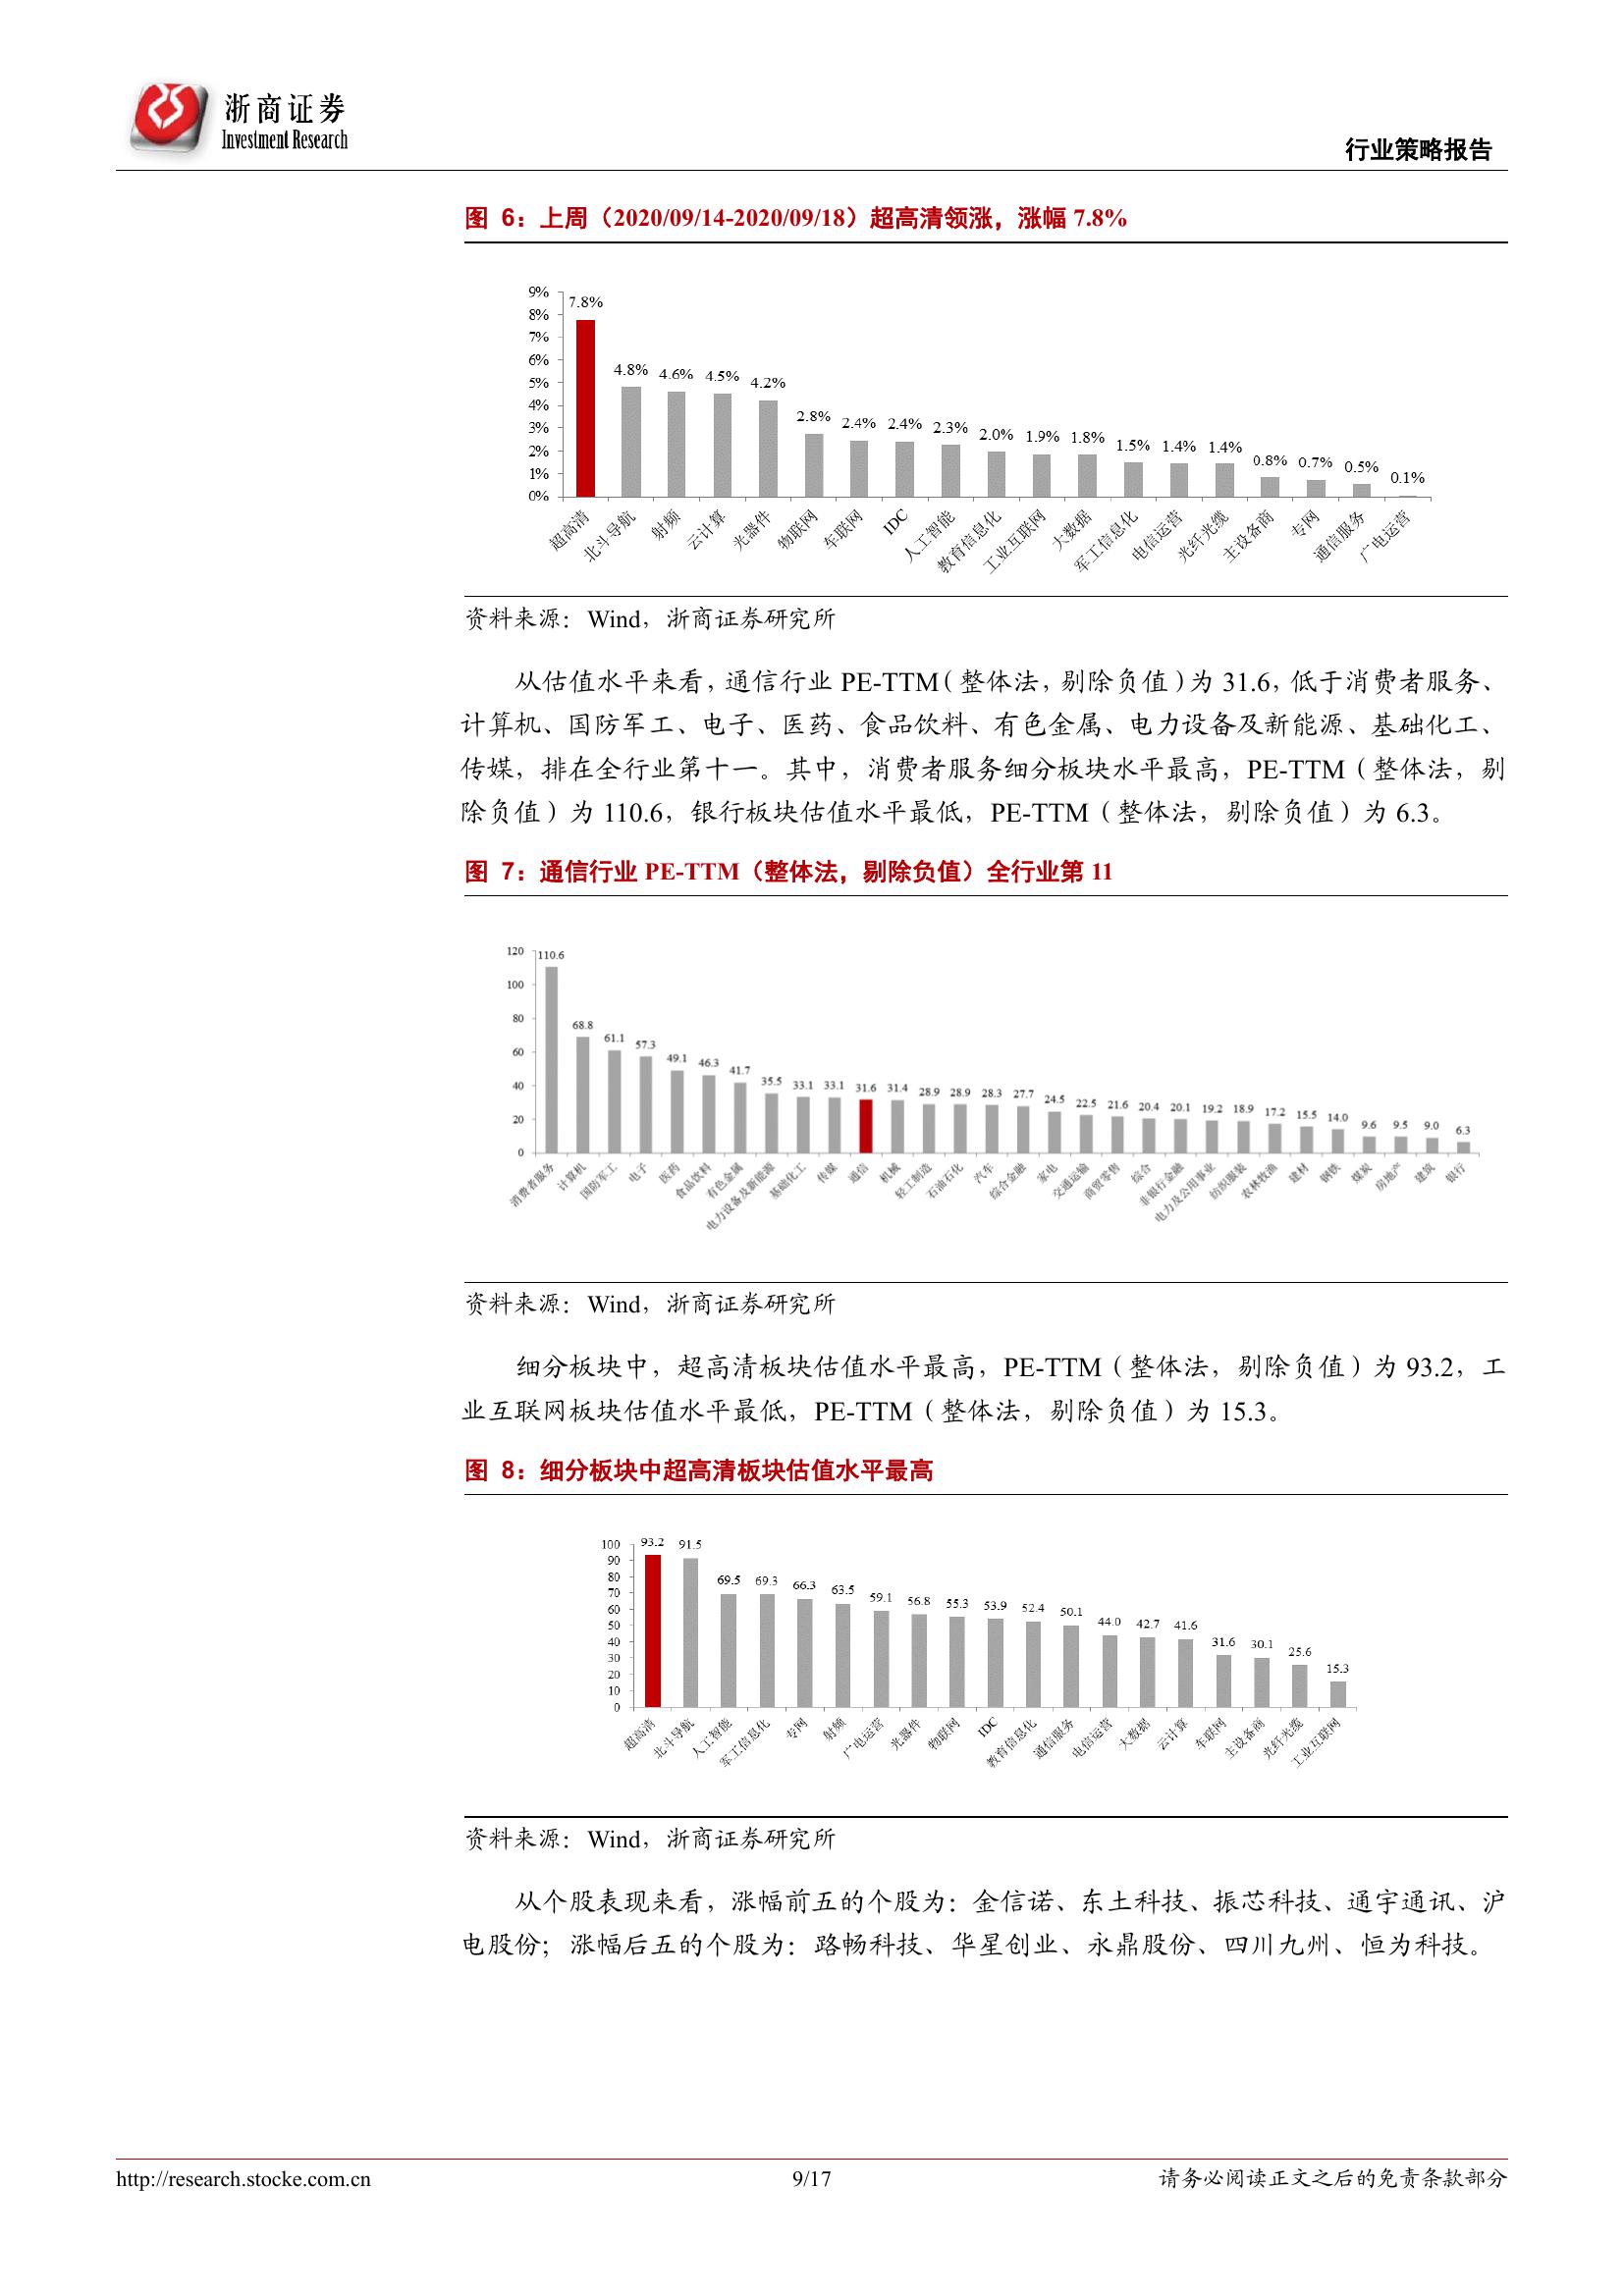 浙商证券
Investment Research
行业策略报告
图 6：上周（2020/09/14-2020/09/18）超高清领涨，涨幅 7.8%
9%
8%
7%
6%
5%
4%
3%
2%
1%
0%
7.8%
4.8%
4.6%
4.5%
4.2%
2.8%
2.4%
2.4%
2.3%
2.0%
1.9%
1.8%
1.5%
1.4%
1.4%
0.8%
0.7%
0.5%
0.1%
超高清
北斗导航
射频
云计算
光器件
物联网
车联网
IDC
人工智能
教育信息化
工业互联网
大数据
军工信息化
电信运营
光纤光缆
主设备商
专网
通信服务
广电运营
资料来源：Wind，浙商证券研究所
从估值水平来看，通信行业 PE-TTM（整体法，剔除负值）为 31.6，低于消费者服务、
计算机、国防军工、电子、医药、食品饮料、有色金属、电力设备及新能源、基础化工、
传媒，排在全行业第十一。其中，消费者服务细分板块水平最高，PE-TTM（整体法，剔
除负值）为 110.6，银行板块估值水平最低，PE-TTM（整体法，剔除负值）为 6.3。
图 7：通信行业 PE-TTM（整体法，剔除负值）全行业第 11
120
100
80
60
40
20
0
110.6
68.8
61.1
57.3
49.1
46.3
41.7
35.5
33.1
33.1
31.6
31.4
28.9
28.9
28.3
27.7
24.5
22.5
21.6
20.4
20.1
19.2
18.9
17.2
15.5
14.0
9.6
9.5
9.0
6.3
消费者服务
计算机
国防军工
电子
医药
食品饮料
有色金属
电力设备及新能源
基础化工
传媒
通信
机械
轻工制造
石油石化
汽车
综合金融
家电
交通运输
商贸零售
综合
非银行金融
电力及公用事业
纺织服装
农林牧渔
建材
钢铁
煤炭
房地产
建筑
银行
资料来源：Wind，浙商证券研究所
细分板块中，超高清板块估值水平最高，PE-TTM（整体法，剔除负值）为 93.2，工
业互联网板块估值水平最低，PE-TTM（整体法，剔除负值）为 15.3。
图 8：细分板块中超高清板块估值水平最高
100
90
80
70
60
50
40
30
20
10
0
93.2
91.5
69.5
69.3
66.3
63.5
59.1
56.8
55.3
53.9
52.4
50.1
44.0
42.7
41.6
31.6
30.1
25.6
15.3
超高清
北斗导航
人工智能
军工信息化
专网
射频
广电运营
光器件
物联网
IDC
教育信息化
通信服务
电信运营
大数据
云计算
车联网
主设备商
光纤光缆
工业互联网
资料来源：Wind，浙商证券研究所
从个股表现来看，涨幅前五的个股为：金信诺、东土科技、振芯科技、通宇通讯、沪
电股份；涨幅后五的个股为：路畅科技、华星创业、永鼎股份、四川九州、恒为科技。
http://research.stocke.com.cn
9/17
请务必阅读正文之后的免责条款部分